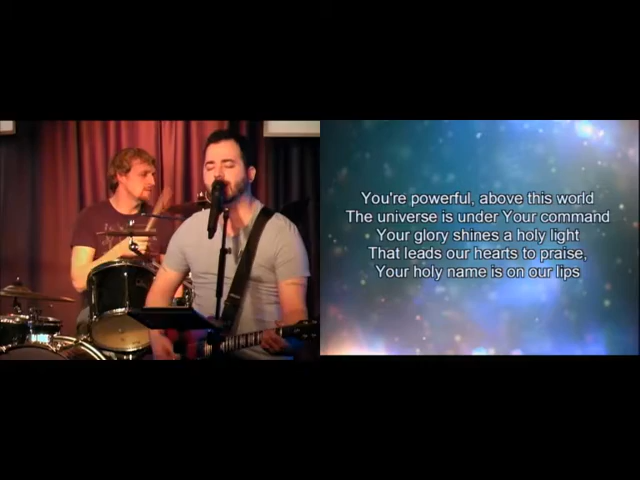 You're powerful, above this world
The universe is under Your command
Your glory shines a holy light
That leads our hearts to praise,
Your holy name is on our lips